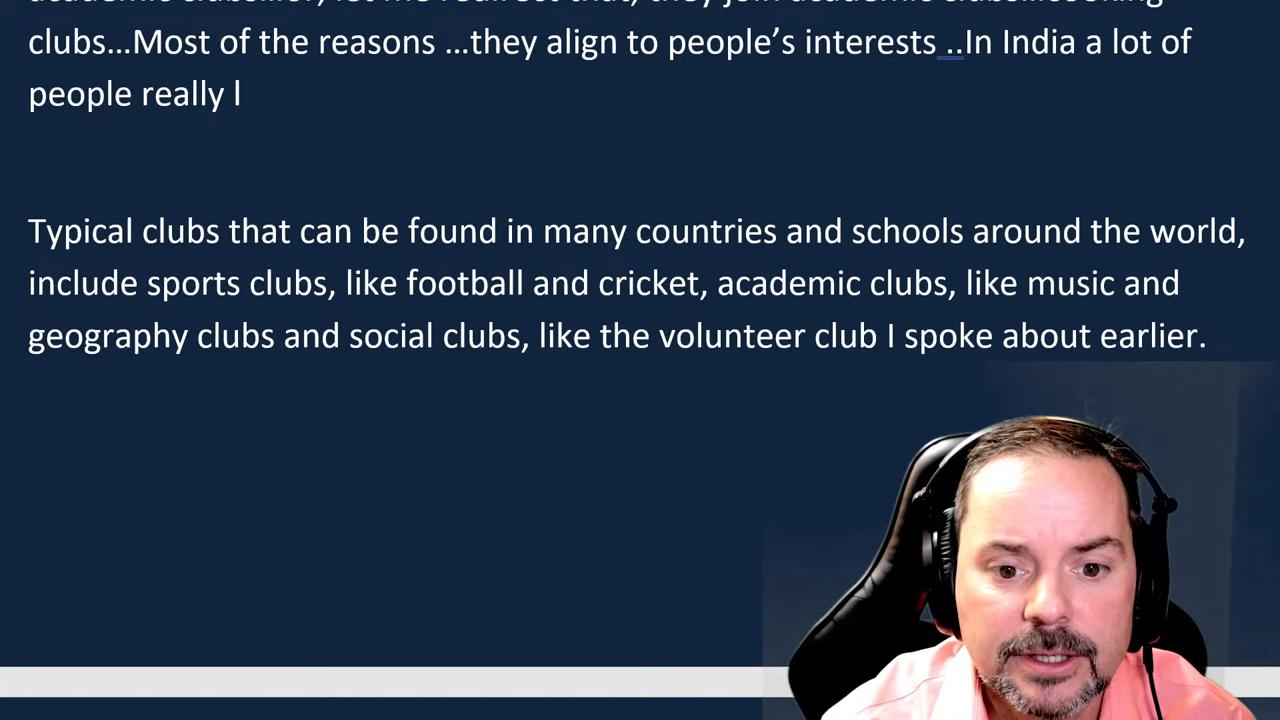 clubs…Most of the reasons …they align to people’s interests ..In India a lot of
people really l
Typical clubs that can be found in many countries and schools around the world,
include sports clubs, like football and cricket, academic clubs, like music and
geography clubs and social clubs, like the volunteer club I spoke about earlier.